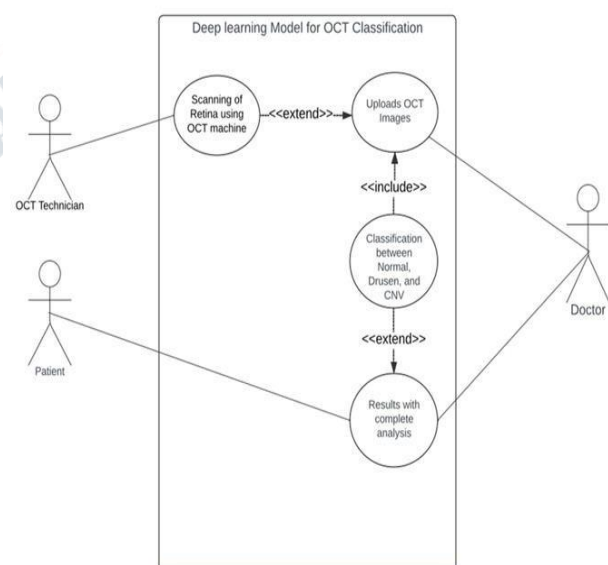 Deep learning Model for OCT Classification
Scanning of
Retina using
OCT machine
<<extend>>
Uploads OCT
Images
OCT Technician
<<include>>
Classification
between
Normal,
Drusen, and
CNV
Doctor
<<extend>>
Patient
Results with
complete
analysis